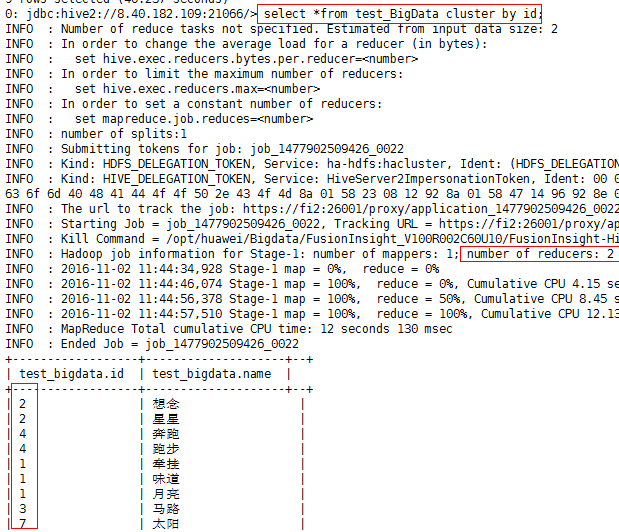 0: jdbc:hive2://8.40.182.109:21066/> select *from test_BigData cluster by id;
INFO : Number of reduce tasks not specified. Estimated from input data size: 2
INFO : In order to change the average load for a reducer (in bytes):
INFO : set hive.exec.reducers.bytes.per.reducer=<number>
INFO : In order to limit the maximum number of reducers:
INFO : set hive.exec.reducers.max=<number>
INFO : In order to set a constant number of reducers:
INFO : set mapreduce.job.reduces=<number>
INFO : number of splits:1
INFO : Submitting tokens for job: job_1477902509426_0022
INFO : Kind: HDFS_DELEGATION_TOKEN, Service: ha-hdfs:hacluster, Ident: (HDFS_DELEGATION
INFO : Kind: HIVE_DELEGATION_TOKEN, Service: HiveServer2ImpersonationToken, Ident: 00 0
63 6f 6d 40 48 41 44 4f 4f 50 2e 43 4f 4d 8a 01 58 23 08 12 92 8a 01 58 47 14 96 92 8e 0
INFO : The url to track the job: https://fi2:26001/proxy/application_1477902509426_0022
INFO : Starting Job = job_1477902509426_0022, Tracking URL = https://fi2:26001/proxy/ap
INFO : Kill Command = /opt/huawei/Bigdata/FusionInsight_V100R002C60U10/FusionInsight-Hi
INFO : Hadoop job information for Stage-1: number of mappers: 1; number of reducers: 2
INFO : 2016-11-02 11:44:34,928 Stage-1 map = 0%, reduce = 0%
INFO : 2016-11-02 11:44:46,074 Stage-1 map = 100%, reduce = 0%, Cumulative CPU 4.15 se
INFO : 2016-11-02 11:44:56,378 Stage-1 map = 100%, reduce = 50%, Cumulative CPU 8.45 s
INFO : 2016-11-02 11:44:57,510 Stage-1 map = 100%, reduce = 100%, Cumulative CPU 12.13
INFO : MapReduce Total cumulative CPU time: 12 seconds 130 msec
INFO : Ended Job = job_1477902509426_0022
+------------------+--------------------+--+
| test_bigdata.id | test_bigdata.name |
+------------------+--------------------+--+
| 2 | 想念 |
| 2 | 星星 |
| 4 | 奔跑 |
| 4 | 跑步 |
| 1 | 牵挂 |
| 1 | 味道 |
| 1 | 月亮 |
| 3 | 马路 |
| 7 | 太阳 |